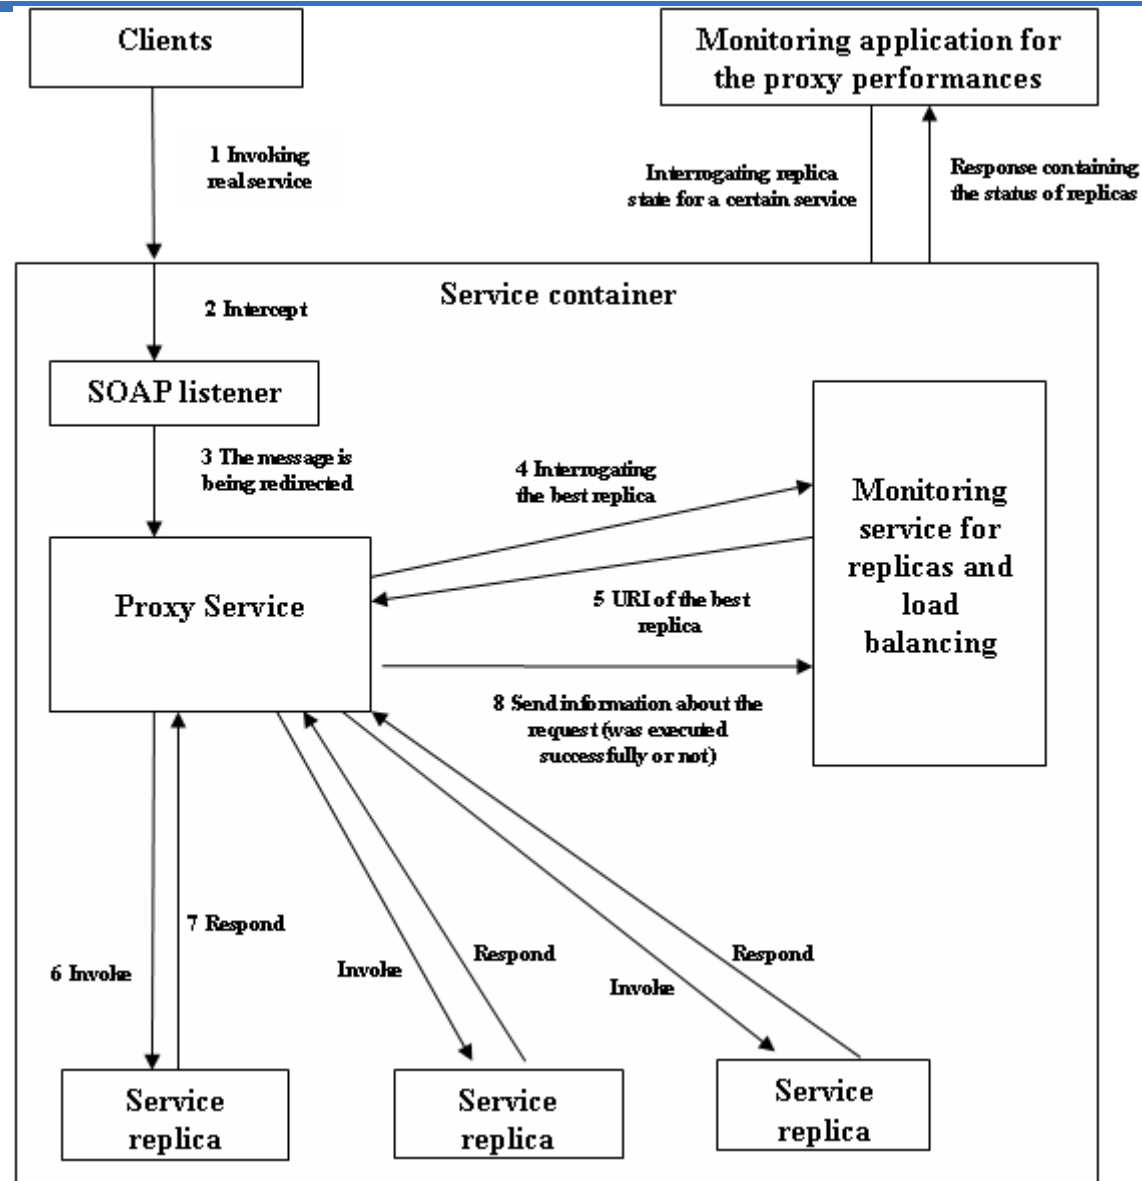 Clients
Monitoring application for
the proxy performances
1 Invoking
real service
Interrogating replica
state for a certain service
Response containing
the status of replicas
Service container
2 Intercept
SOAP listener
3 The message is
being redirected
4 Interrogating
the best replica
Monitoring
service for
replicas and
load
balancing
Proxy Service
5 URI of the best
replica
8 Send information about the
request (was executed
successfully or not)
7 Respond
6 Invoke
Invoke
Respond
Invoke
Respond
Service
replica
Service
replica
Service
replica